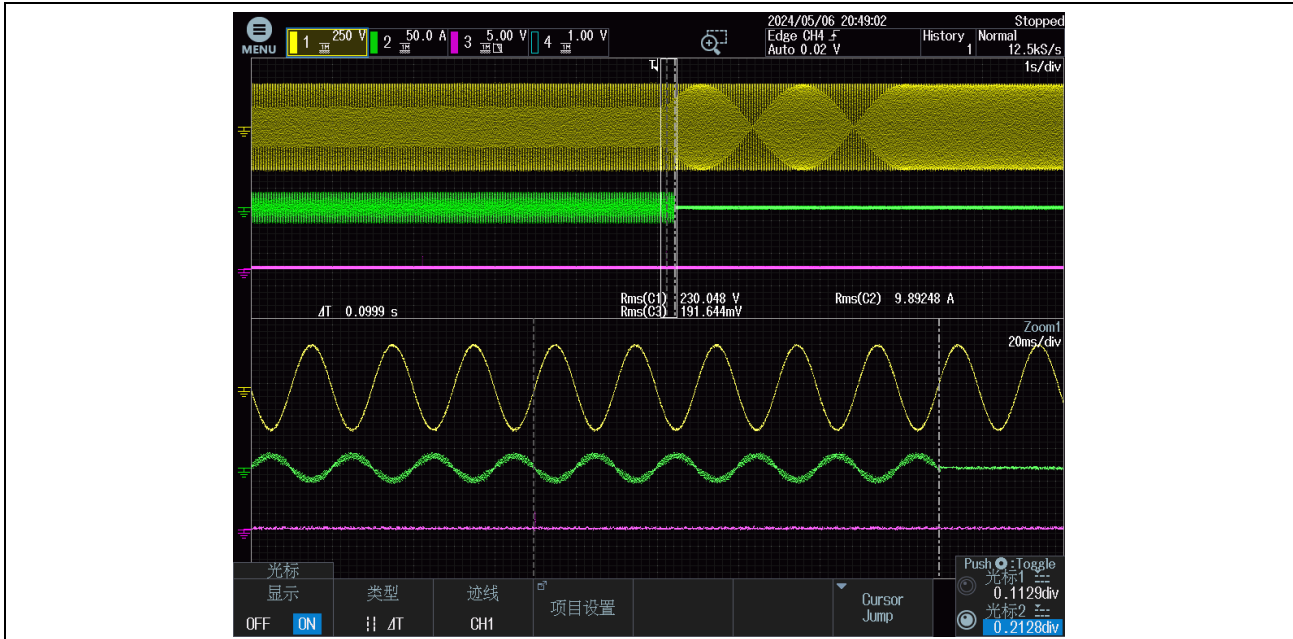 2024/05/06 20:49:02 Stopped
MENU 1 250 V 2 50.0 A 3 5.00 V 4 1.00 V Edge CH4 History Normal
1M 1M 1M 1M Auto 0.02 V 1 12.5kS/s
T 1s/div
Rms(C1) 230.048 V Rms(C2) 9.89248 A
ΔT 0.0999 s Rms(C3) 191.644mV
Zoom1
20ms/div
光标 Push :Toggle
显示 类型 迹线 项目设置 Cursor Jump 光标1
0.1129div
OFF ON ΔT CH1 光标2
0.2128div